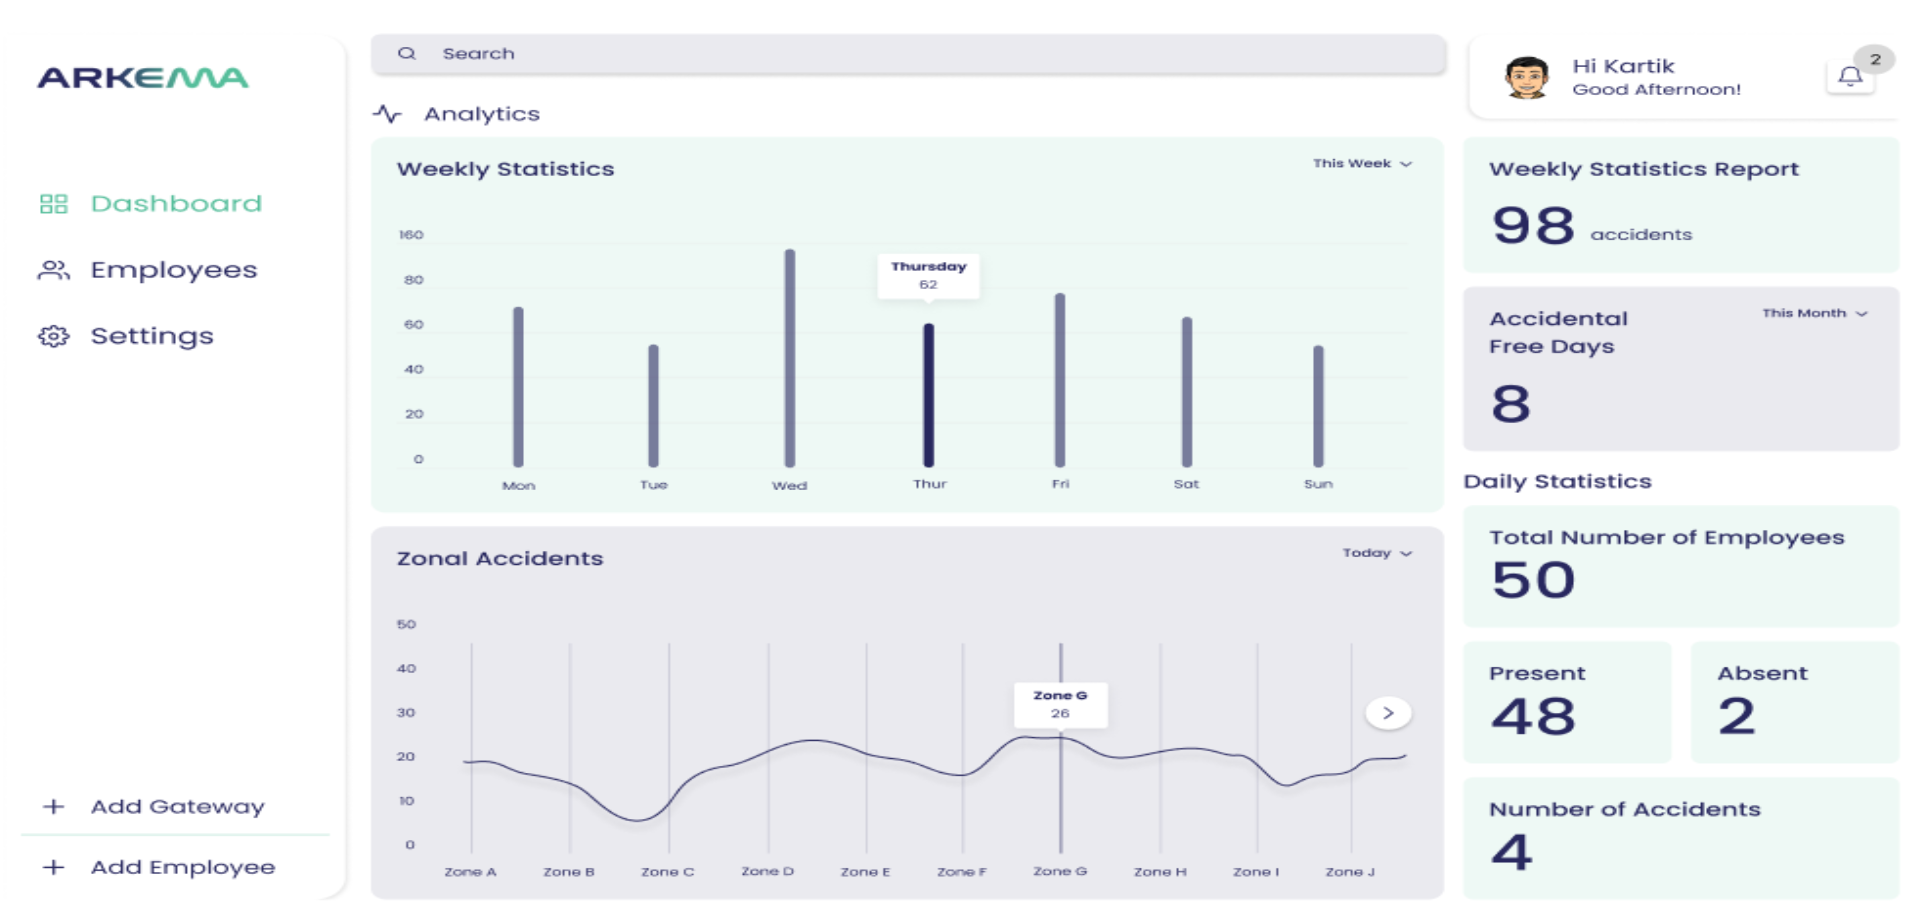 ARKEMA
Dashboard
Employees
Settings
Add Gateway
Add Employee
Search
Analytics
Weekly Statistics
This Week
160
80
60
40
20
0
Thursday
62
Mon Tue Wed Thur Fri Sat Sun
Zonal Accidents
Today
50
40
30
20
10
0
Zone G
26
Zone A Zone B Zone C Zone D Zone E Zone F Zone G Zone H Zone I Zone J
Hi Kartik
Good Afternoon!
2
Weekly Statistics Report
98 accidents
Accidental
Free Days
This Month
8
Daily Statistics
Total Number of Employees
50
Present
48
Absent
2
Number of Accidents
4